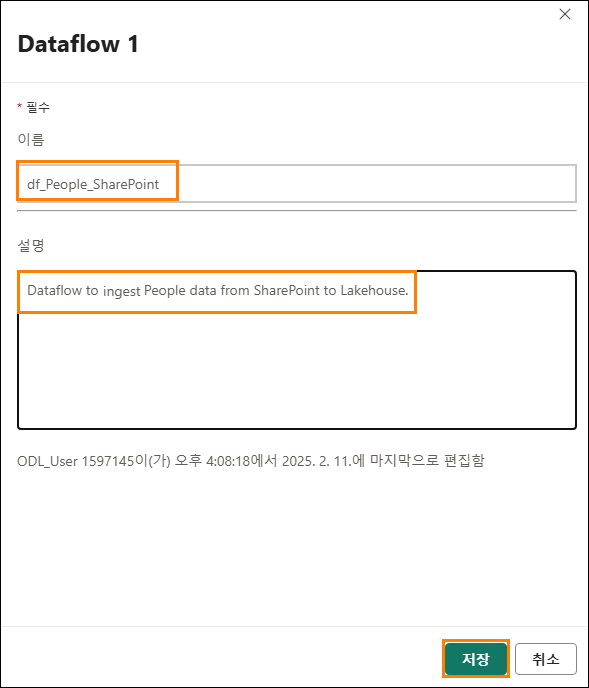 Dataflow 1
* 필수
이름
df_People_SharePoint
설명
Dataflow to ingest People data from SharePoint to Lakehouse.
ODL_User 1597145이(가) 오후 4:08:18에서 2025. 2. 11.에 마지막으로 편집함
저장 취소